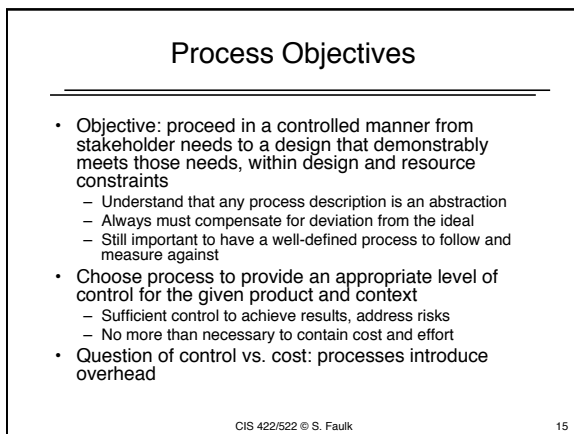 Process Objectives
• Objective: proceed in a controlled manner from
stakeholder needs to a design that demonstrably
meets those needs, within design and resource
constraints
– Understand that any process description is an abstraction
– Always must compensate for deviation from the ideal
– Still important to have a well-defined process to follow and
measure against
• Choose process to provide an appropriate level of
control for the given product and context
– Sufficient control to achieve results, address risks
– No more than necessary to contain cost and effort
• Question of control vs. cost: processes introduce
overhead
CIS 422/522 © S. Faulk
15